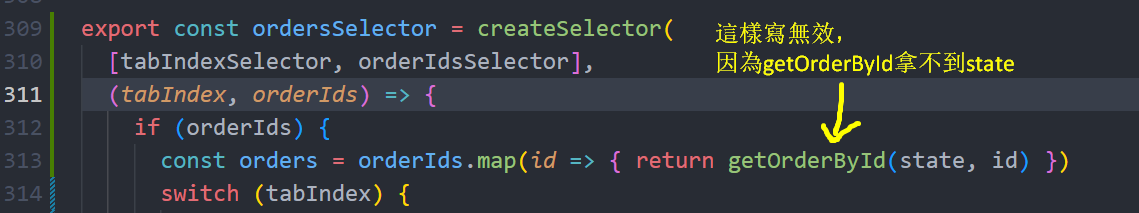 308
309 export const ordersSelector = createSelector(
310 [tabIndexSelector, orderIdsSelector],
311 (tabIndex, orderIds) => {
312 if (orderIds) {
313 const orders = orderIds.map(id => { return getOrderById(state, id) })
314 switch (tabIndex) {
這樣寫無效,
因為getOrderById拿不到state